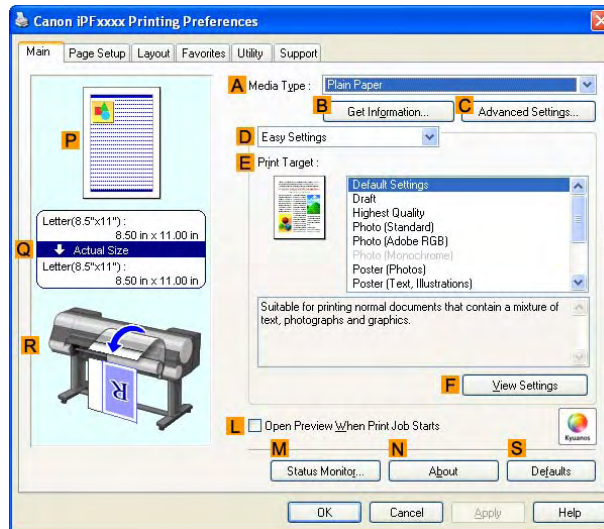 Canon iPFxxxx Printing Preferences
Main Page Setup Layout Favorites Utility Support
A Media Type : Plain Paper
B C
Get Information... Advanced Settings...
D Easy Settings
E Print Target :
P
Default Settings
Draft
Highest Quality
Photo (Standard)
Photo (Adobe RGB)
Photo (Monochrome)
Poster (Photos)
Poster (Text, Illustrations)
Letter(8.5"x11") :
8.50 in x 11.00 in
Q Actual Size
Letter(8.5"x11") :
8.50 in x 11.00 in
Suitable for printing normal documents that contain a mixture of
text, photographs and graphics.
R
R
F View Settings
L Open Preview When Print Job Starts
Kyuanos
M N S
Status Monitor... About Defaults
OK Cancel Apply Help